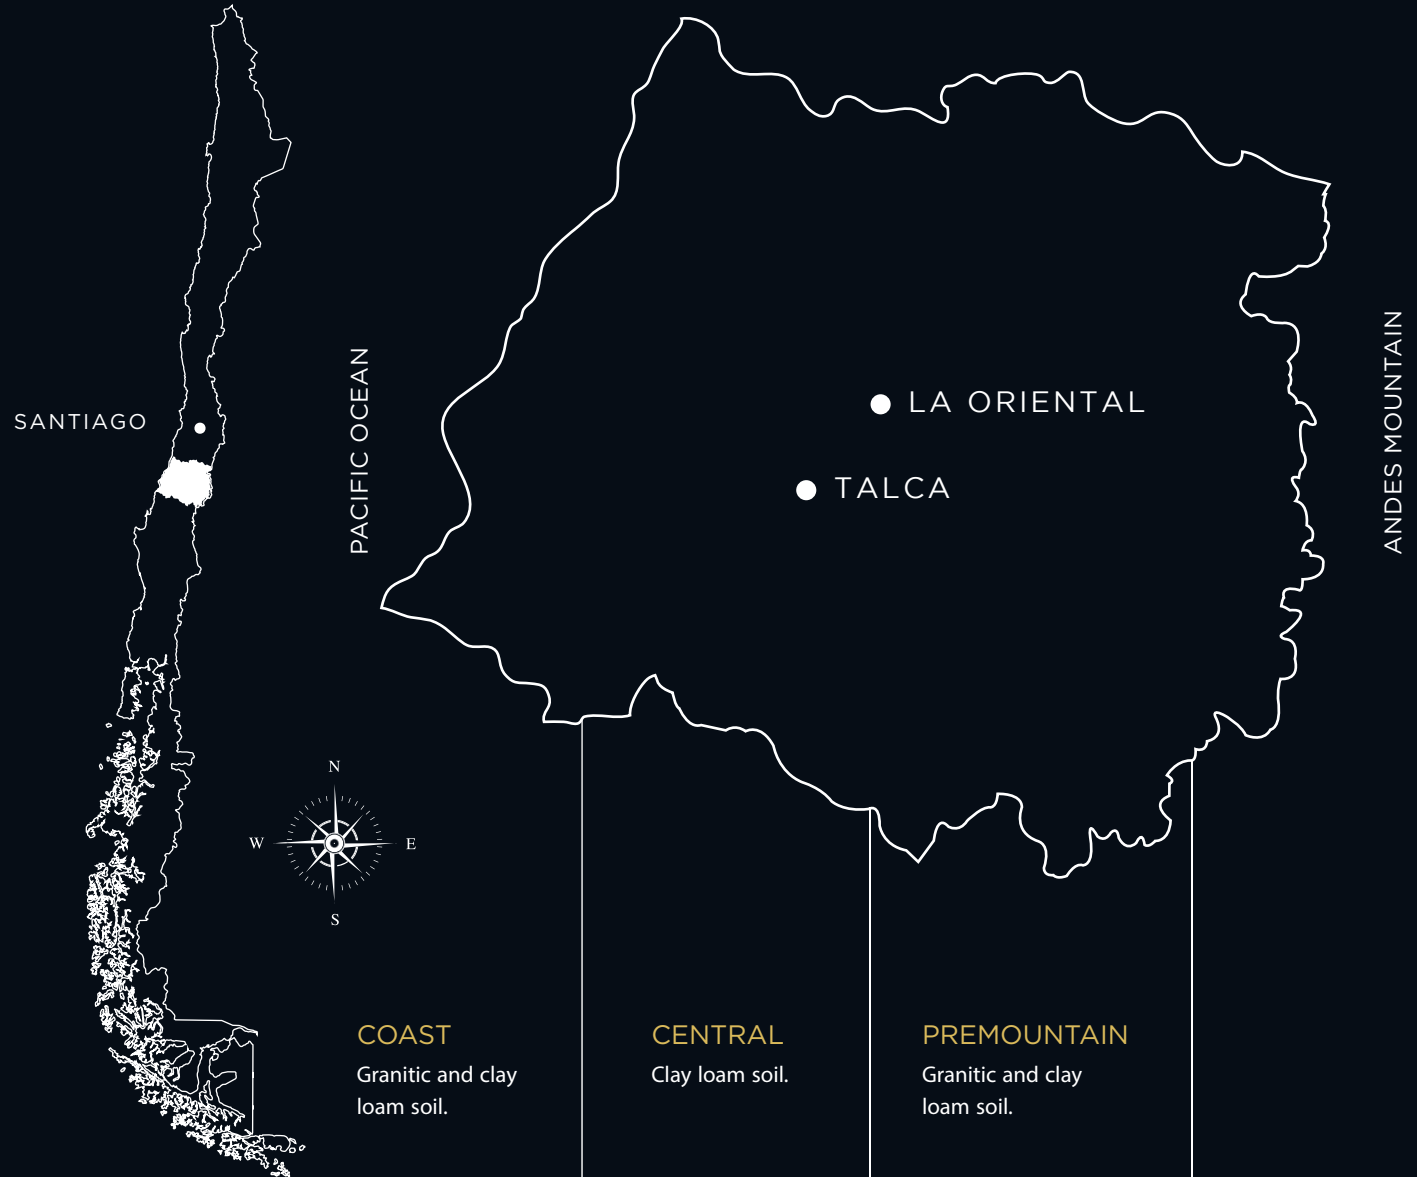 SANTIAGO
PACIFIC OCEAN
LA ORIENTAL
TALCA
ANDES MOUNTAIN
N
W
E
S
COAST
Granitic and clay
loam soil.
CENTRAL
Clay loam soil.
PREMOUNTAIN
Granitic and clay
loam soil.